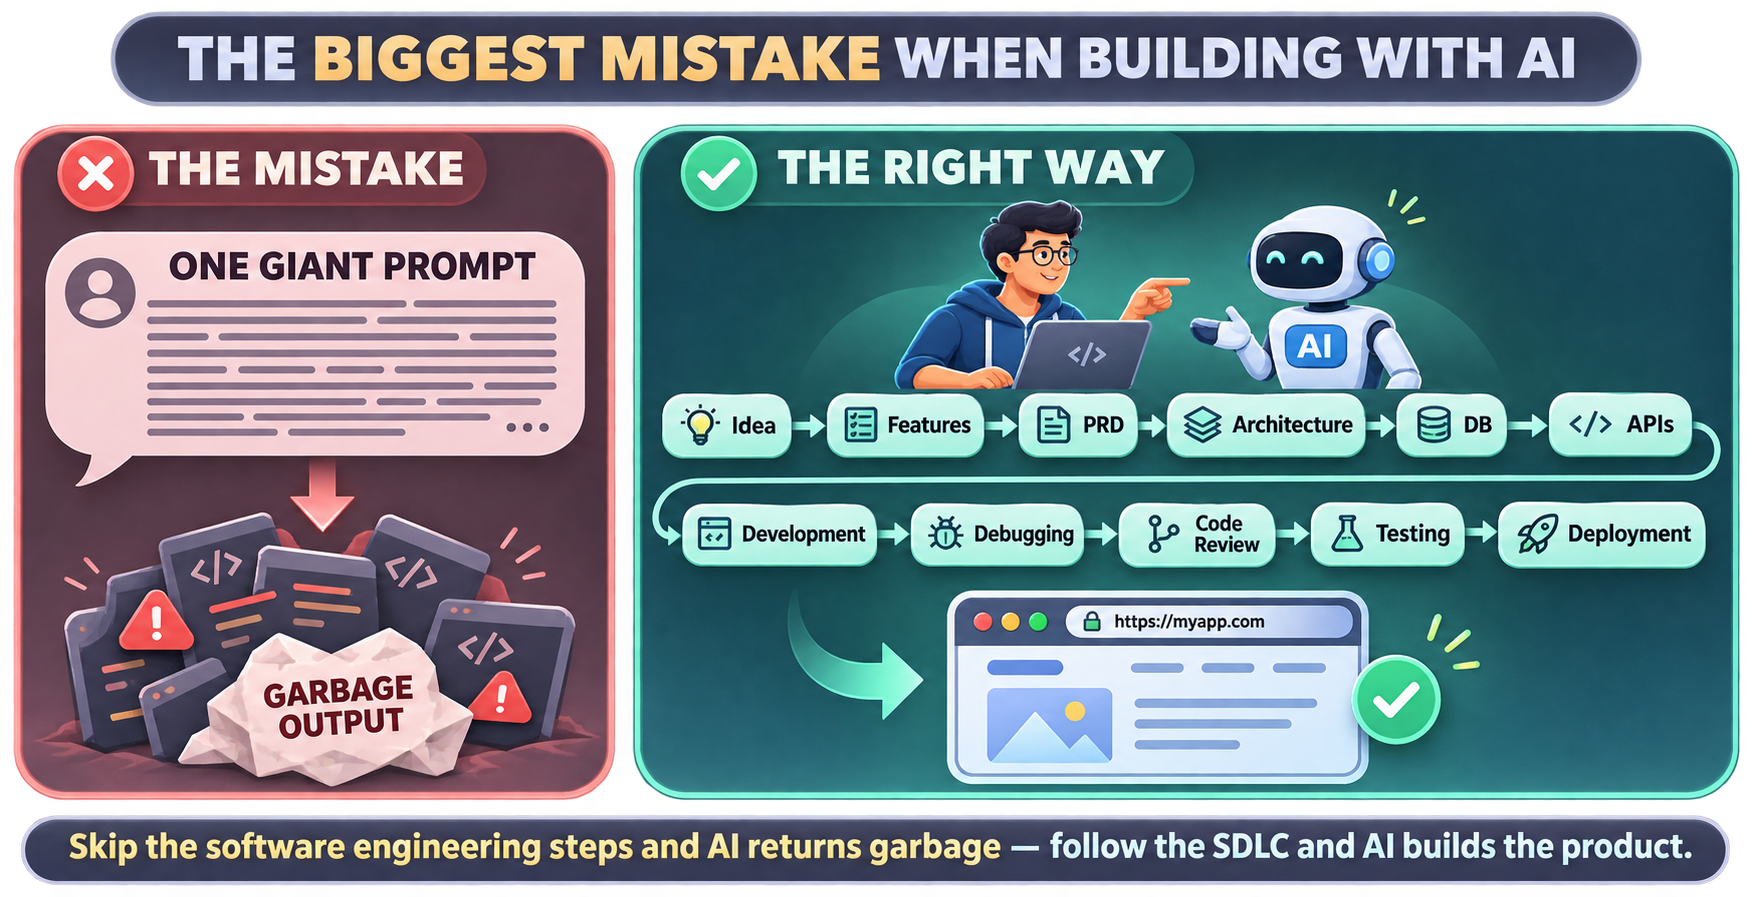 THE BIGGEST MISTAKE WHEN BUILDING WITH AI
THE MISTAKE
ONE GIANT PROMPT
</>
</>
</>
GARBAGE
OUTPUT
THE RIGHT WAY
</>
AI
Idea
Features
PRD
Architecture
DB
</> APIs
Development
Debugging
Code
Review
Testing
Deployment
https://myapp.com
Skip the software engineering steps and AI returns garbage — follow the SDLC and AI builds the product.